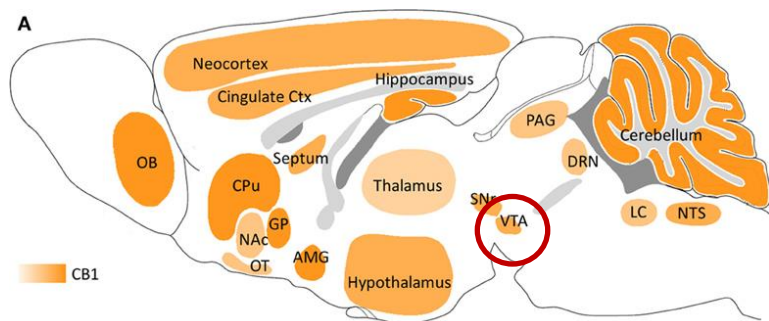 A
Neocortex
Hippocampus
Cingulate Ctx
PAG
Cerebellum
OB
Septum
DRN
CPu
Thalamus
SNr
VTA
GP
NAc
LC
NTS
AMG
OT
CB1
Hypothalamus